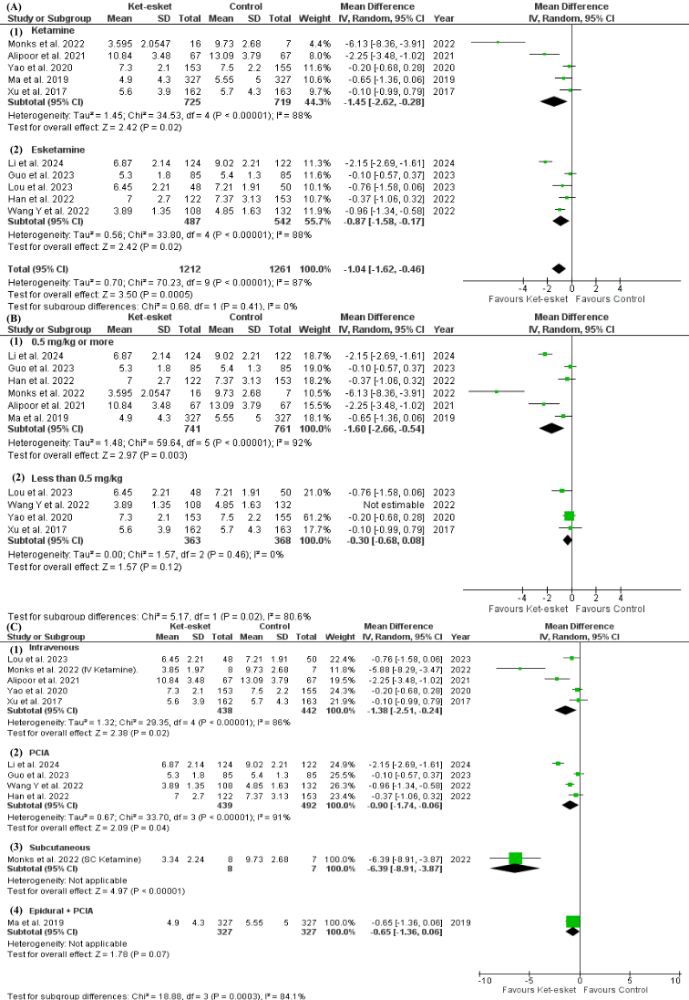 (A) Ket-esket Control Mean Difference Mean Difference
Study or Subgroup Mean SD Total Mean SD Total Weight IV, Random, 95% CI Year IV, Random, 95% CI
(1) Ketamine
Monks et al. 2022 3.595 2.0547 16 9.73 2.68 7 4.4% -6.13 [-8.36, -3.91] 2022
Alipoor et al. 2021 10.84 3.48 67 13.09 3.79 67 8.1% -2.25 [-3.48, -1.02] 2021
Yao et al. 2020 7.3 2.1 153 7.5 2.2 155 11.6% -0.20 [-0.68, 0.28] 2020
Ma et al. 2019 4.9 4.3 327 5.55 5 327 10.6% -0.65 [-1.36, 0.06] 2019
Xu et al. 2017 5.6 3.9 162 5.7 4.3 163 9.7% -0.10 [-0.99, 0.79] 2017
Subtotal (95% CI) 725 719 44.3% -1.45 [-2.62, -0.28]
Heterogeneity: Tau² = 1.45; Chi² = 34.53, df = 4 (P < 0.00001); I² = 88%
Test for overall effect: Z = 2.42 (P = 0.02)
(2) Esketamine
Li et al. 2024 6.87 2.14 124 9.02 2.21 122 11.3% -2.15 [-2.69, -1.61] 2024
Guo et al. 2023 5.3 1.8 85 5.4 1.3 85 11.6% -0.10 [-0.57, 0.37] 2023
Lou et al. 2023 6.45 2.21 48 7.21 1.91 50 10.1% -0.76 [-1.58, 0.06] 2023
Han et al. 2022 7 2.7 122 7.37 3.13 153 10.7% -0.37 [-1.06, 0.32] 2022
Wang Y et al. 2022 3.89 1.35 108 4.85 1.63 132 11.9% -0.96 [-1.34, -0.58] 2022
Subtotal (95% CI) 487 542 55.7% -0.87 [-1.58, -0.17]
Heterogeneity: Tau² = 0.56; Chi² = 33.80, df = 4 (P < 0.00001); I² = 88%
Test for overall effect: Z = 2.42 (P = 0.02)
Total (95% CI) 1212 1261 100.0% -1.04 [-1.62, -0.46]
Heterogeneity: Tau² = 0.70; Chi² = 70.23, df = 9 (P < 0.00001); I² = 87%
Test for overall effect: Z = 3.50 (P = 0.0005)
Test for subgroup differences: Chi² = 0.68, df = 1 (P = 0.41), I² = 0%
-4 -2 0 2 4
Favours Ket-esket Favours Control
(B) Ket-esket Control Mean Difference Mean Difference
Study or Subgroup Mean SD Total Mean SD Total Weight IV, Random, 95% CI Year IV, Random, 95% CI
(1) 0.5 mg/kg or more
Li et al. 2024 6.87 2.14 124 9.02 2.21 122 18.7% -2.15 [-2.69, -1.61] 2024
Guo et al. 2023 5.3 1.8 85 5.4 1.3 85 19.0% -0.10 [-0.57, 0.37] 2023
Han et al. 2022 7 2.7 122 7.37 3.13 153 18.2% -0.37 [-1.06, 0.32] 2022
Monks et al. 2022 3.595 2.0547 16 9.73 2.68 7 10.5% -6.13 [-8.36, -3.91] 2022
Alipoor et al. 2021 10.84 3.48 67 13.09 3.79 67 15.5% -2.25 [-3.48, -1.02] 2021
Ma et al. 2019 4.9 4.3 327 5.55 5 327 18.1% -0.65 [-1.36, 0.06] 2019
Subtotal (95% CI) 741 761 100.0% -1.60 [-2.66, -0.54]
Heterogeneity: Tau² = 1.48; Chi² = 59.64, df = 5 (P < 0.00001); I² = 92%
Test for overall effect: Z = 2.97 (P = 0.003)
(2) Less than 0.5 mg/kg
Lou et al. 2023 6.45 2.21 48 7.21 1.91 50 21.0% -0.76 [-1.58, 0.06] 2023
Wang Y et al. 2022 3.89 1.35 108 4.85 1.63 132 Not estimable 2022
Yao et al. 2020 7.3 2.1 153 7.5 2.2 155 61.2% -0.20 [-0.68, 0.28] 2020
Xu et al. 2017 5.6 3.9 162 5.7 4.3 163 17.7% -0.10 [-0.99, 0.79] 2017
Subtotal (95% CI) 363 368 100.0% -0.30 [-0.68, 0.08]
Heterogeneity: Tau² = 0.00; Chi² = 1.57, df = 2 (P = 0.46); I² = 0%
Test for overall effect: Z = 1.57 (P = 0.12)
-4 -2 0 2 4
Favours Ket-esket Favours Control
Test for subgroup differences: Chi² = 5.17, df = 1 (P = 0.02), I² = 80.6%
(C) Ket-esket Control Mean Difference Mean Difference
Study or Subgroup Mean SD Total Mean SD Total Weight IV, Random, 95% CI Year IV, Random, 95% CI
(1) Intravenous
Lou et al. 2023 6.45 2.21 48 7.21 1.91 50 22.4% -0.76 [-1.58, 0.06] 2023
Monks et al. 2022 (IV Ketamine). 3.85 1.97 8 9.73 2.68 7 11.8% -5.88 [-8.29, -3.47] 2022
Alipoor et al. 2021 10.84 3.48 67 13.09 3.79 67 19.5% -2.25 [-3.48, -1.02] 2021
Yao et al. 2020 7.3 2.1 153 7.5 2.2 155 24.4% -0.20 [-0.68, 0.28] 2020
Xu et al. 2017 5.6 3.9 162 5.7 4.3 163 21.9% -0.10 [-0.99, 0.79] 2017
Subtotal (95% CI) 438 442 100.0% -1.38 [-2.51, -0.24]
Heterogeneity: Tau² = 1.32; Chi² = 29.35, df = 4 (P < 0.00001); I² = 86%
Test for overall effect: Z = 2.38 (P = 0.02)
(2) PCIA
Li et al. 2024 6.87 2.14 124 9.02 2.21 122 24.9% -2.15 [-2.69, -1.61] 2024
Guo et al. 2023 5.3 1.8 85 5.4 1.3 85 25.5% -0.10 [-0.57, 0.37] 2023
Wang Y et al. 2022 3.89 1.35 108 4.85 1.63 132 26.3% -0.96 [-1.34, -0.58] 2022
Han et al. 2022 7 2.7 122 7.37 3.13 153 23.4% -0.37 [-1.06, 0.32] 2022
Subtotal (95% CI) 439 492 100.0% -0.90 [-1.74, -0.06]
Heterogeneity: Tau² = 0.67; Chi² = 33.70, df = 3 (P < 0.00001); I² = 91%
Test for overall effect: Z = 2.09 (P = 0.04)
(3) Subcutaneous
Monks et al. 2022 (SC Ketamine) 3.34 2.24 8 9.73 2.68 7 100.0% -6.39 [-8.91, -3.87] 2022
Subtotal (95% CI) 8 7 100.0% -6.39 [-8.91, -3.87]
Heterogeneity: Not applicable
Test for overall effect: Z = 4.97 (P < 0.00001)
(4) Epidural + PCIA
Ma et al. 2019 4.9 4.3 327 5.55 5 327 100.0% -0.65 [-1.36, 0.06] 2019
Subtotal (95% CI) 327 327 100.0% -0.65 [-1.36, 0.06]
Heterogeneity: Not applicable
Test for overall effect: Z = 1.78 (P = 0.07)
-10 -5 0 5 10
Favours Ket-esket Favours Control
Test for subgroup differences: Chi² = 18.88, df = 3 (P = 0.0003), I² = 84.1%